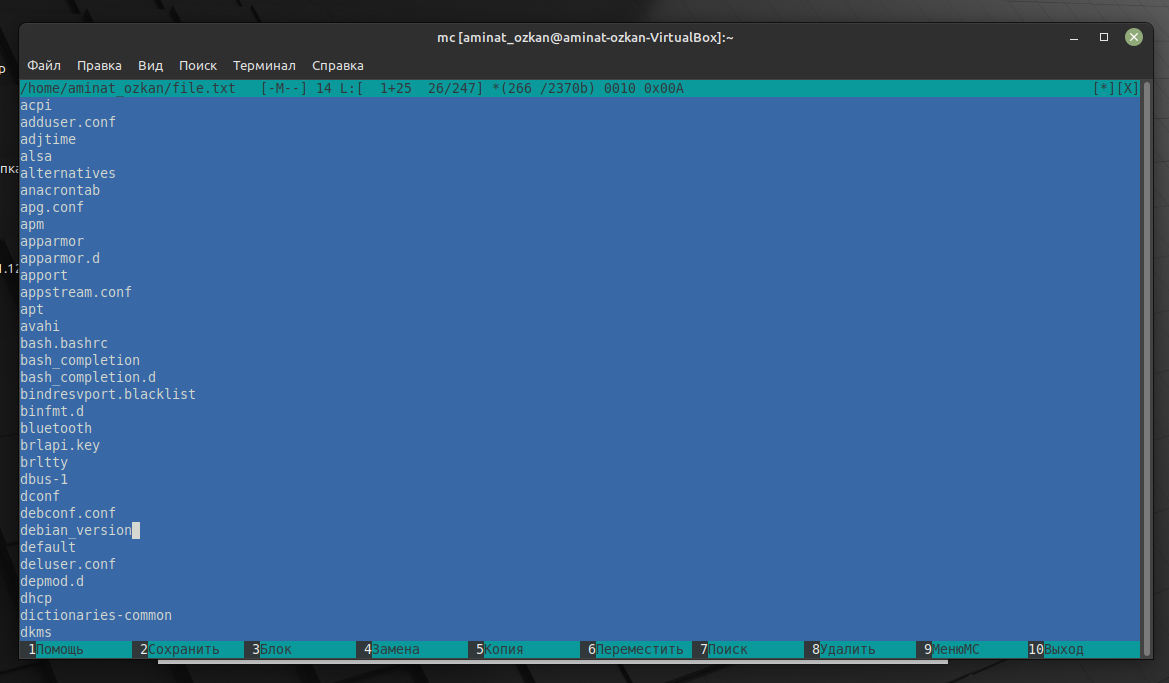 mc [aminat_ozkan@aminat-ozkan-VirtualBox]:~
Файл Правка Вид Поиск Терминал Справка
/home/aminat_ozkan/file.txt [-M--] 14 L:[ 1+25 26/247] *(266 /2370b) 0010 0x00A [*][X]
acpi
adduser.conf
adjtime
alsa
alternatives
anacrontab
apg.conf
apm
apparmor
apparmor.d
apport
appstream.conf
apt
avahi
bash.bashrc
bash_completion
bash_completion.d
bindresvport.blacklist
binfmt.d
bluetooth
brlapi.key
brltty
dbus-1
dconf
debconf.conf
debian_version
default
deluser.conf
depmod.d
dhcp
dictionaries-common
dkms
1Помощь 2Сохранить 3Блок 4Замена 5Копия 6Переместить 7Поиск 8Удалить 9МенюМС 10Выход